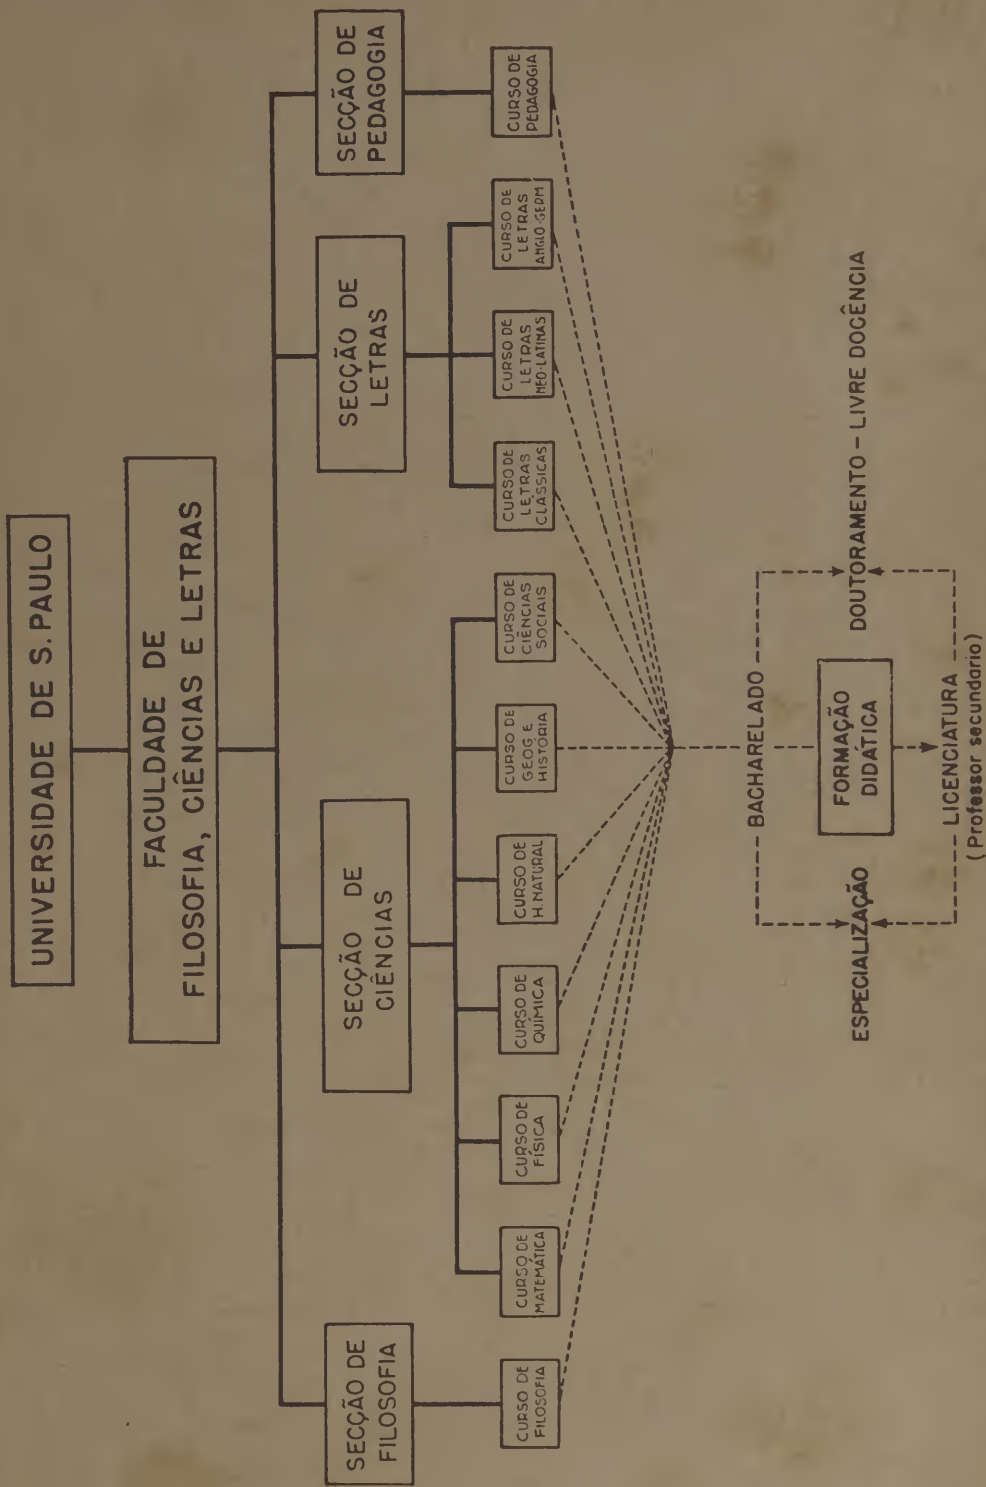 UNIVERSIDADE DE S. PAULO
FACULDADE DE
FILOSOFIA, CIÊNCIAS E LETRAS
SECÇÃO DE
FILOSOFIA
SECÇÃO DE
CIÊNCIAS
SECÇÃO DE
LETRAS
SECÇÃO DE
PEDAGOGIA
CURSO DE
FILOSOFIA
CURSO DE
MATEMÁTICA
CURSO DE
FÍSICA
CURSO DE
QUÍMICA
CURSO DE
H. NATURAL
CURSO DE
GEOG. E
HISTÓRIA
CURSO DE
CIÊNCIAS
SOCIAIS
CURSO DE
LETRAS
CLÁSSICAS
CURSO DE
LETRAS
NEO-LATINAS
CURSO DE
LETRAS
ANGLO-GERM
CURSO DE
PEDAGOGIA
BACHARELADO
ESPECIALIZAÇÃO
FORMAÇÃO
DIDÁTICA
DOUTORAMENTO – LIVRE DOCÊNCIA
LICENCIATURA
(Professor secundario)